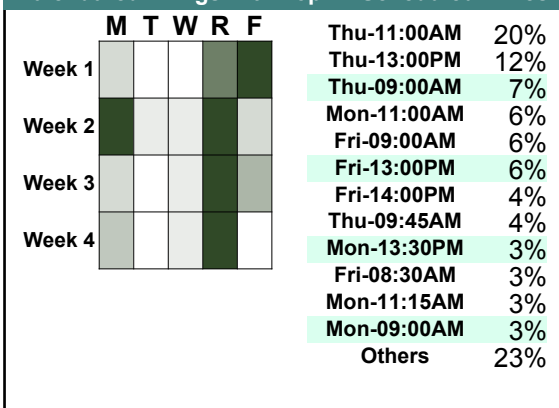 M T W R F
Week 1
Week 2
Week 3
Week 4
Thu-11:00AM 20%
Thu-13:00PM 12%
Thu-09:00AM 7%
Mon-11:00AM 6%
Fri-09:00AM 6%
Fri-13:00PM 6%
Fri-14:00PM 4%
Thu-09:45AM 4%
Mon-13:30PM 3%
Fri-08:30AM 3%
Mon-11:15AM 3%
Mon-09:00AM 3%
Others 23%